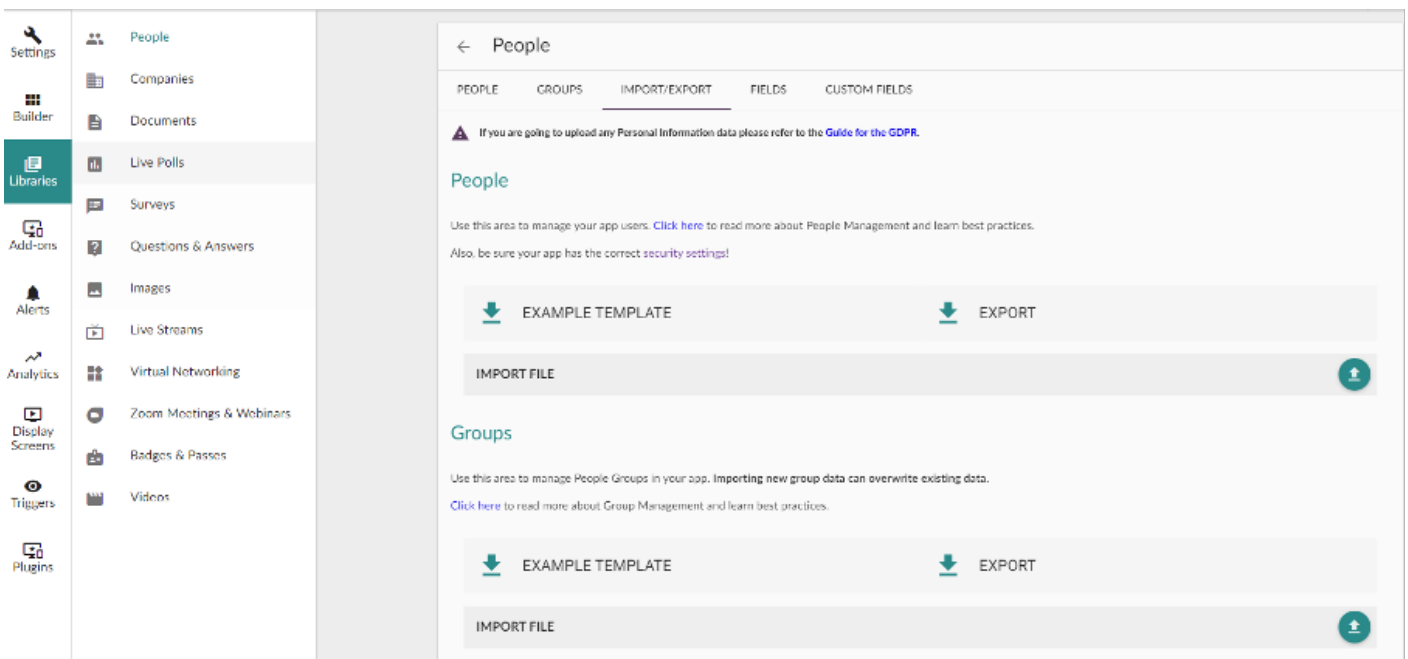 Settings
Builder
Libraries
Add-ons
Alerts
Analytics
Display
Screens
Triggers
Plugins
People
Companies
Documents
Live Polls
Surveys
Questions & Answers
Images
Live Streams
Virtual Networking
Zoom Meetings & Webinars
Badges & Passes
Videos
People
PEOPLE GROUPS IMPORT/EXPORT FIELDS CUSTOM FIELDS
If you are going to upload any Personal Information data please refer to the Guide for the GDPR.
People
Use this area to manage your app users. Click here to read more about People Management and learn best practices.
Also, be sure your app has the correct security settings!
EXAMPLE TEMPLATE EXPORT
IMPORT FILE
Groups
Use this area to manage People Groups in your app. Importing new group data can overwrite existing data.
Click here to read more about Group Management and learn best practices.
EXAMPLE TEMPLATE EXPORT
IMPORT FILE